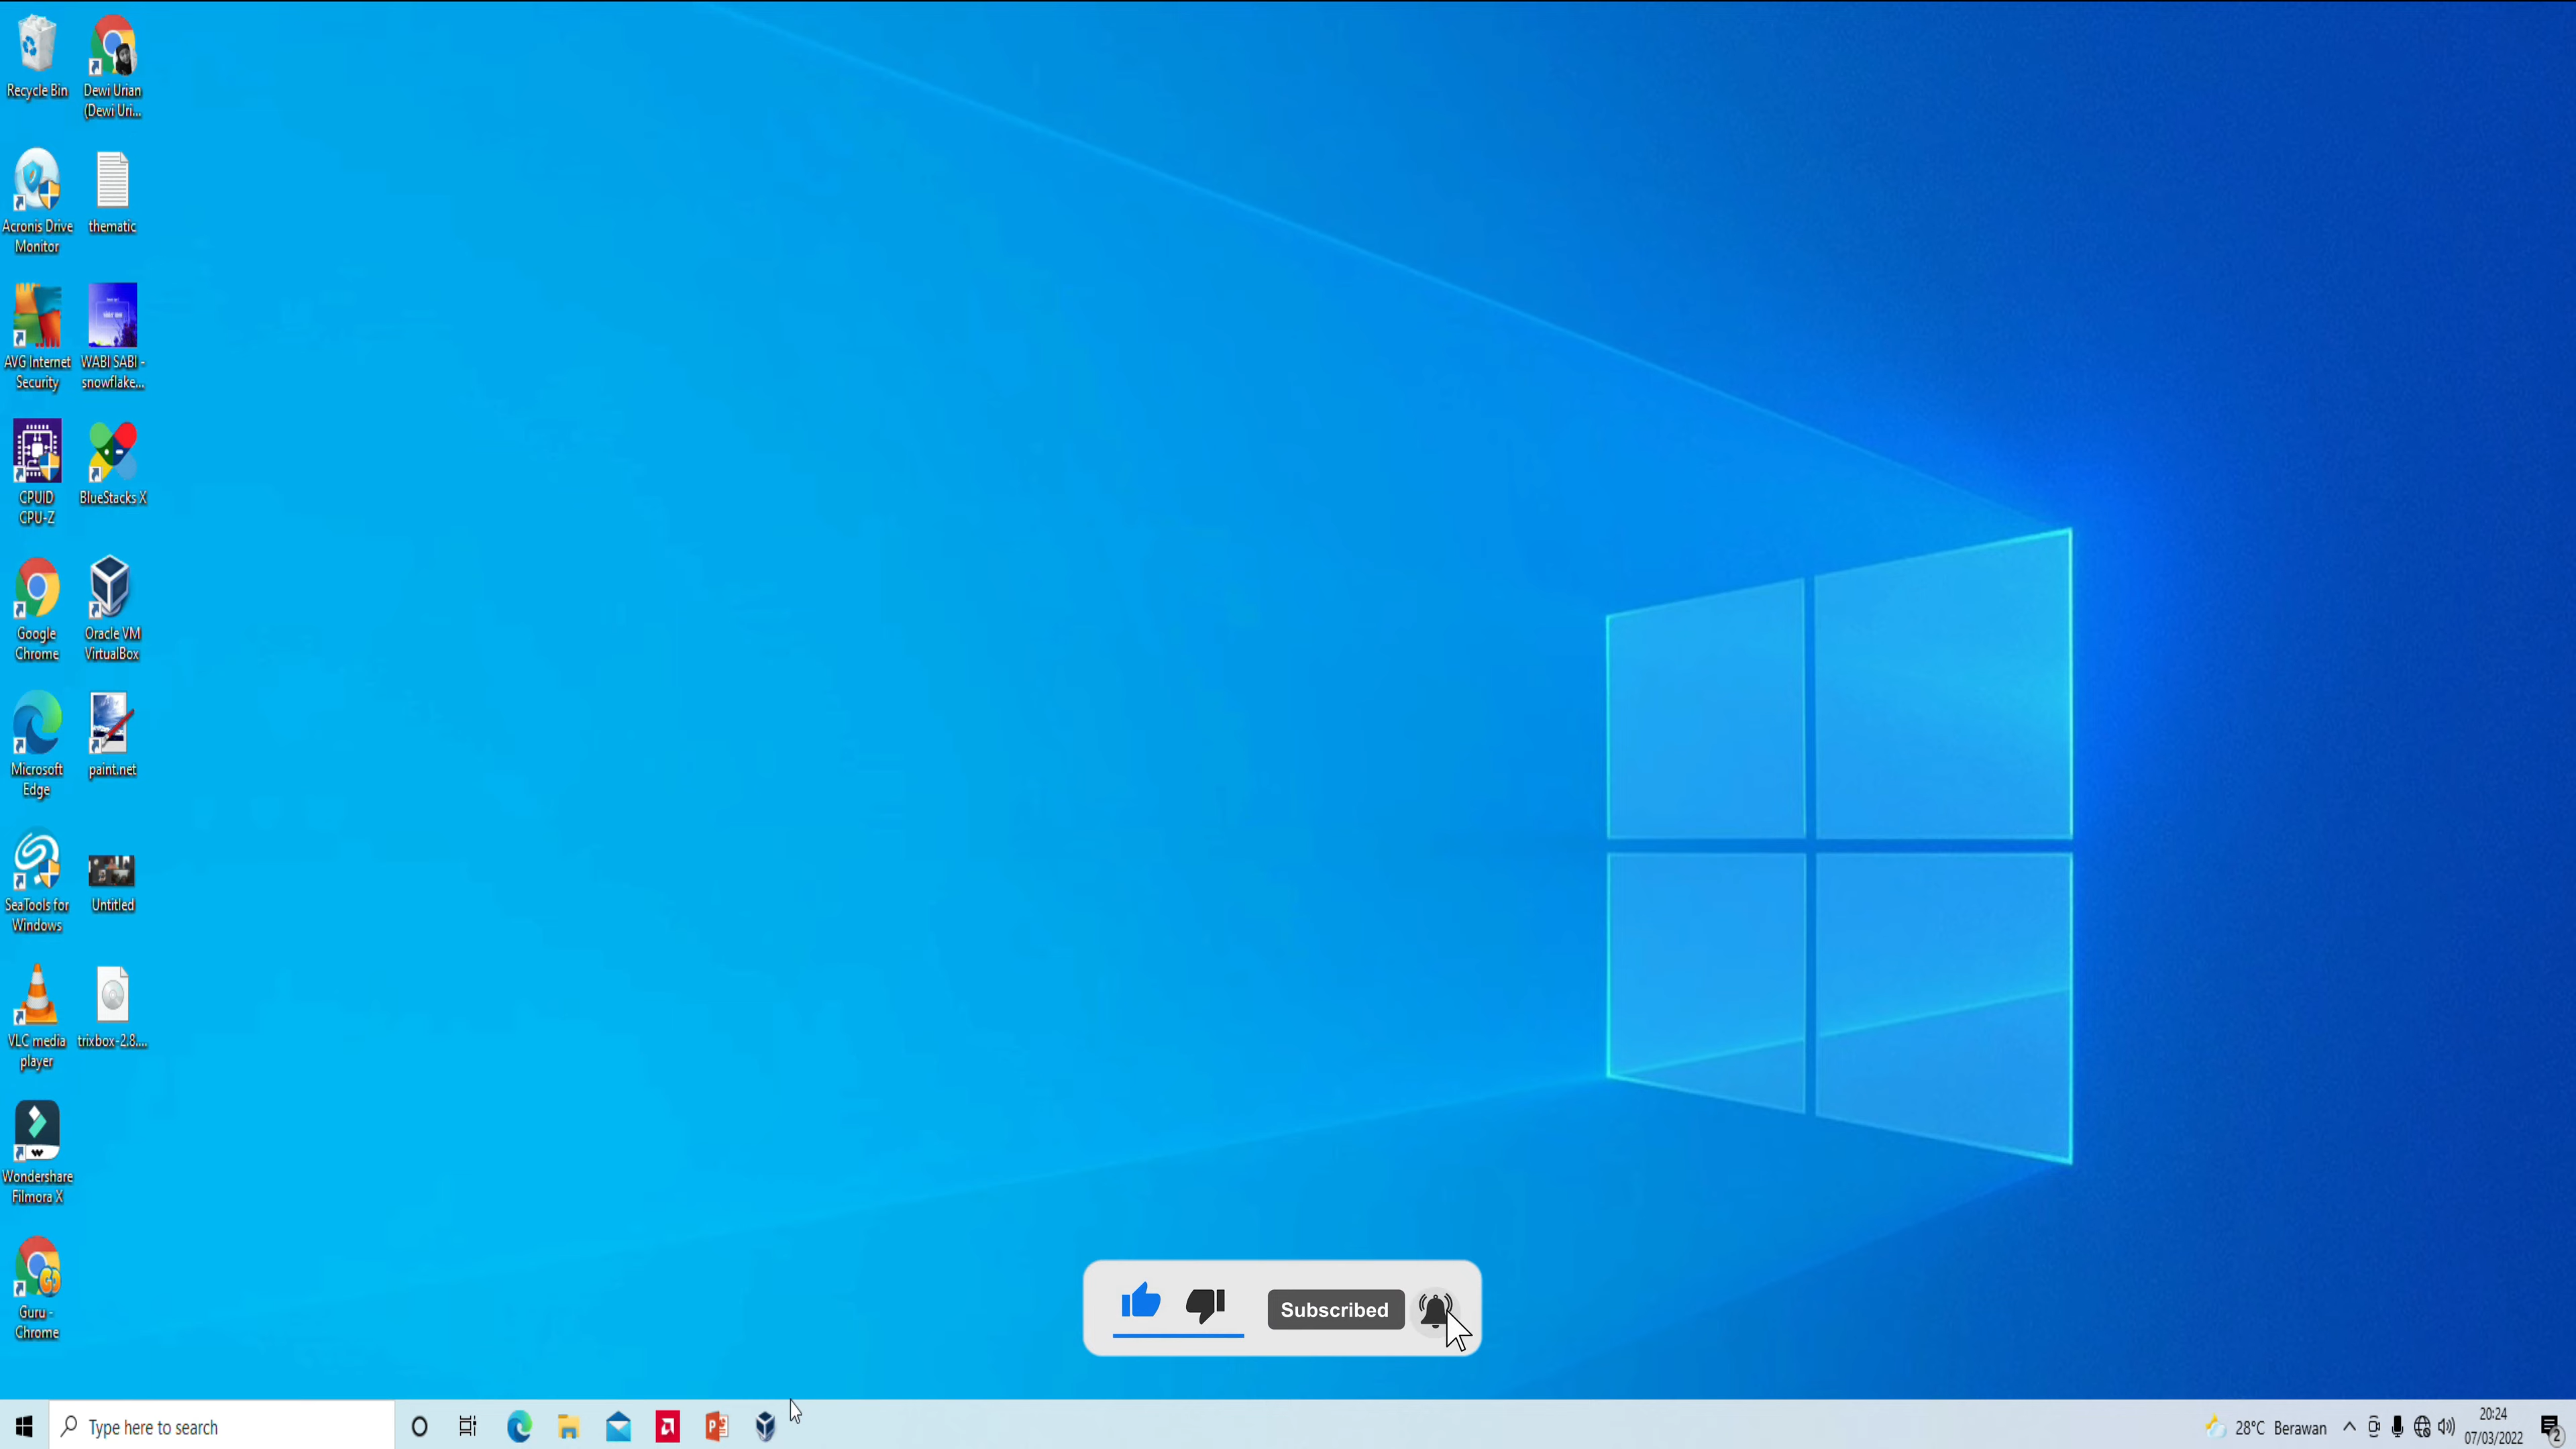 Recycle Bin
Dewi Urian
(Dewi Uri...
Acronis Drive
Monitor
thematic
AVG Internet
Security
WABI SABI -
snowflake...
CPUID
CPU-Z
BlueStacks X
Google
Chrome
Oracle VM
VirtualBox
Microsoft
Edge
paint.net
SeaTools for
Windows
Untitled
VLC media
player
trixbox-2.8....
Wondershare
Filmora X
Guru -
Chrome
Subscribed
Type here to search
28°C Berawan
20:24
07/03/2022
2